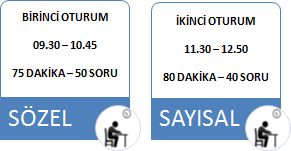 BİRİNCİ OTURUM
09.30 – 10.45
75 DAKİKA – 50 SORU
SÖZEL
İKİNCİ OTURUM
11.30 – 12.50
80 DAKİKA – 40 SORU
SAYISAL